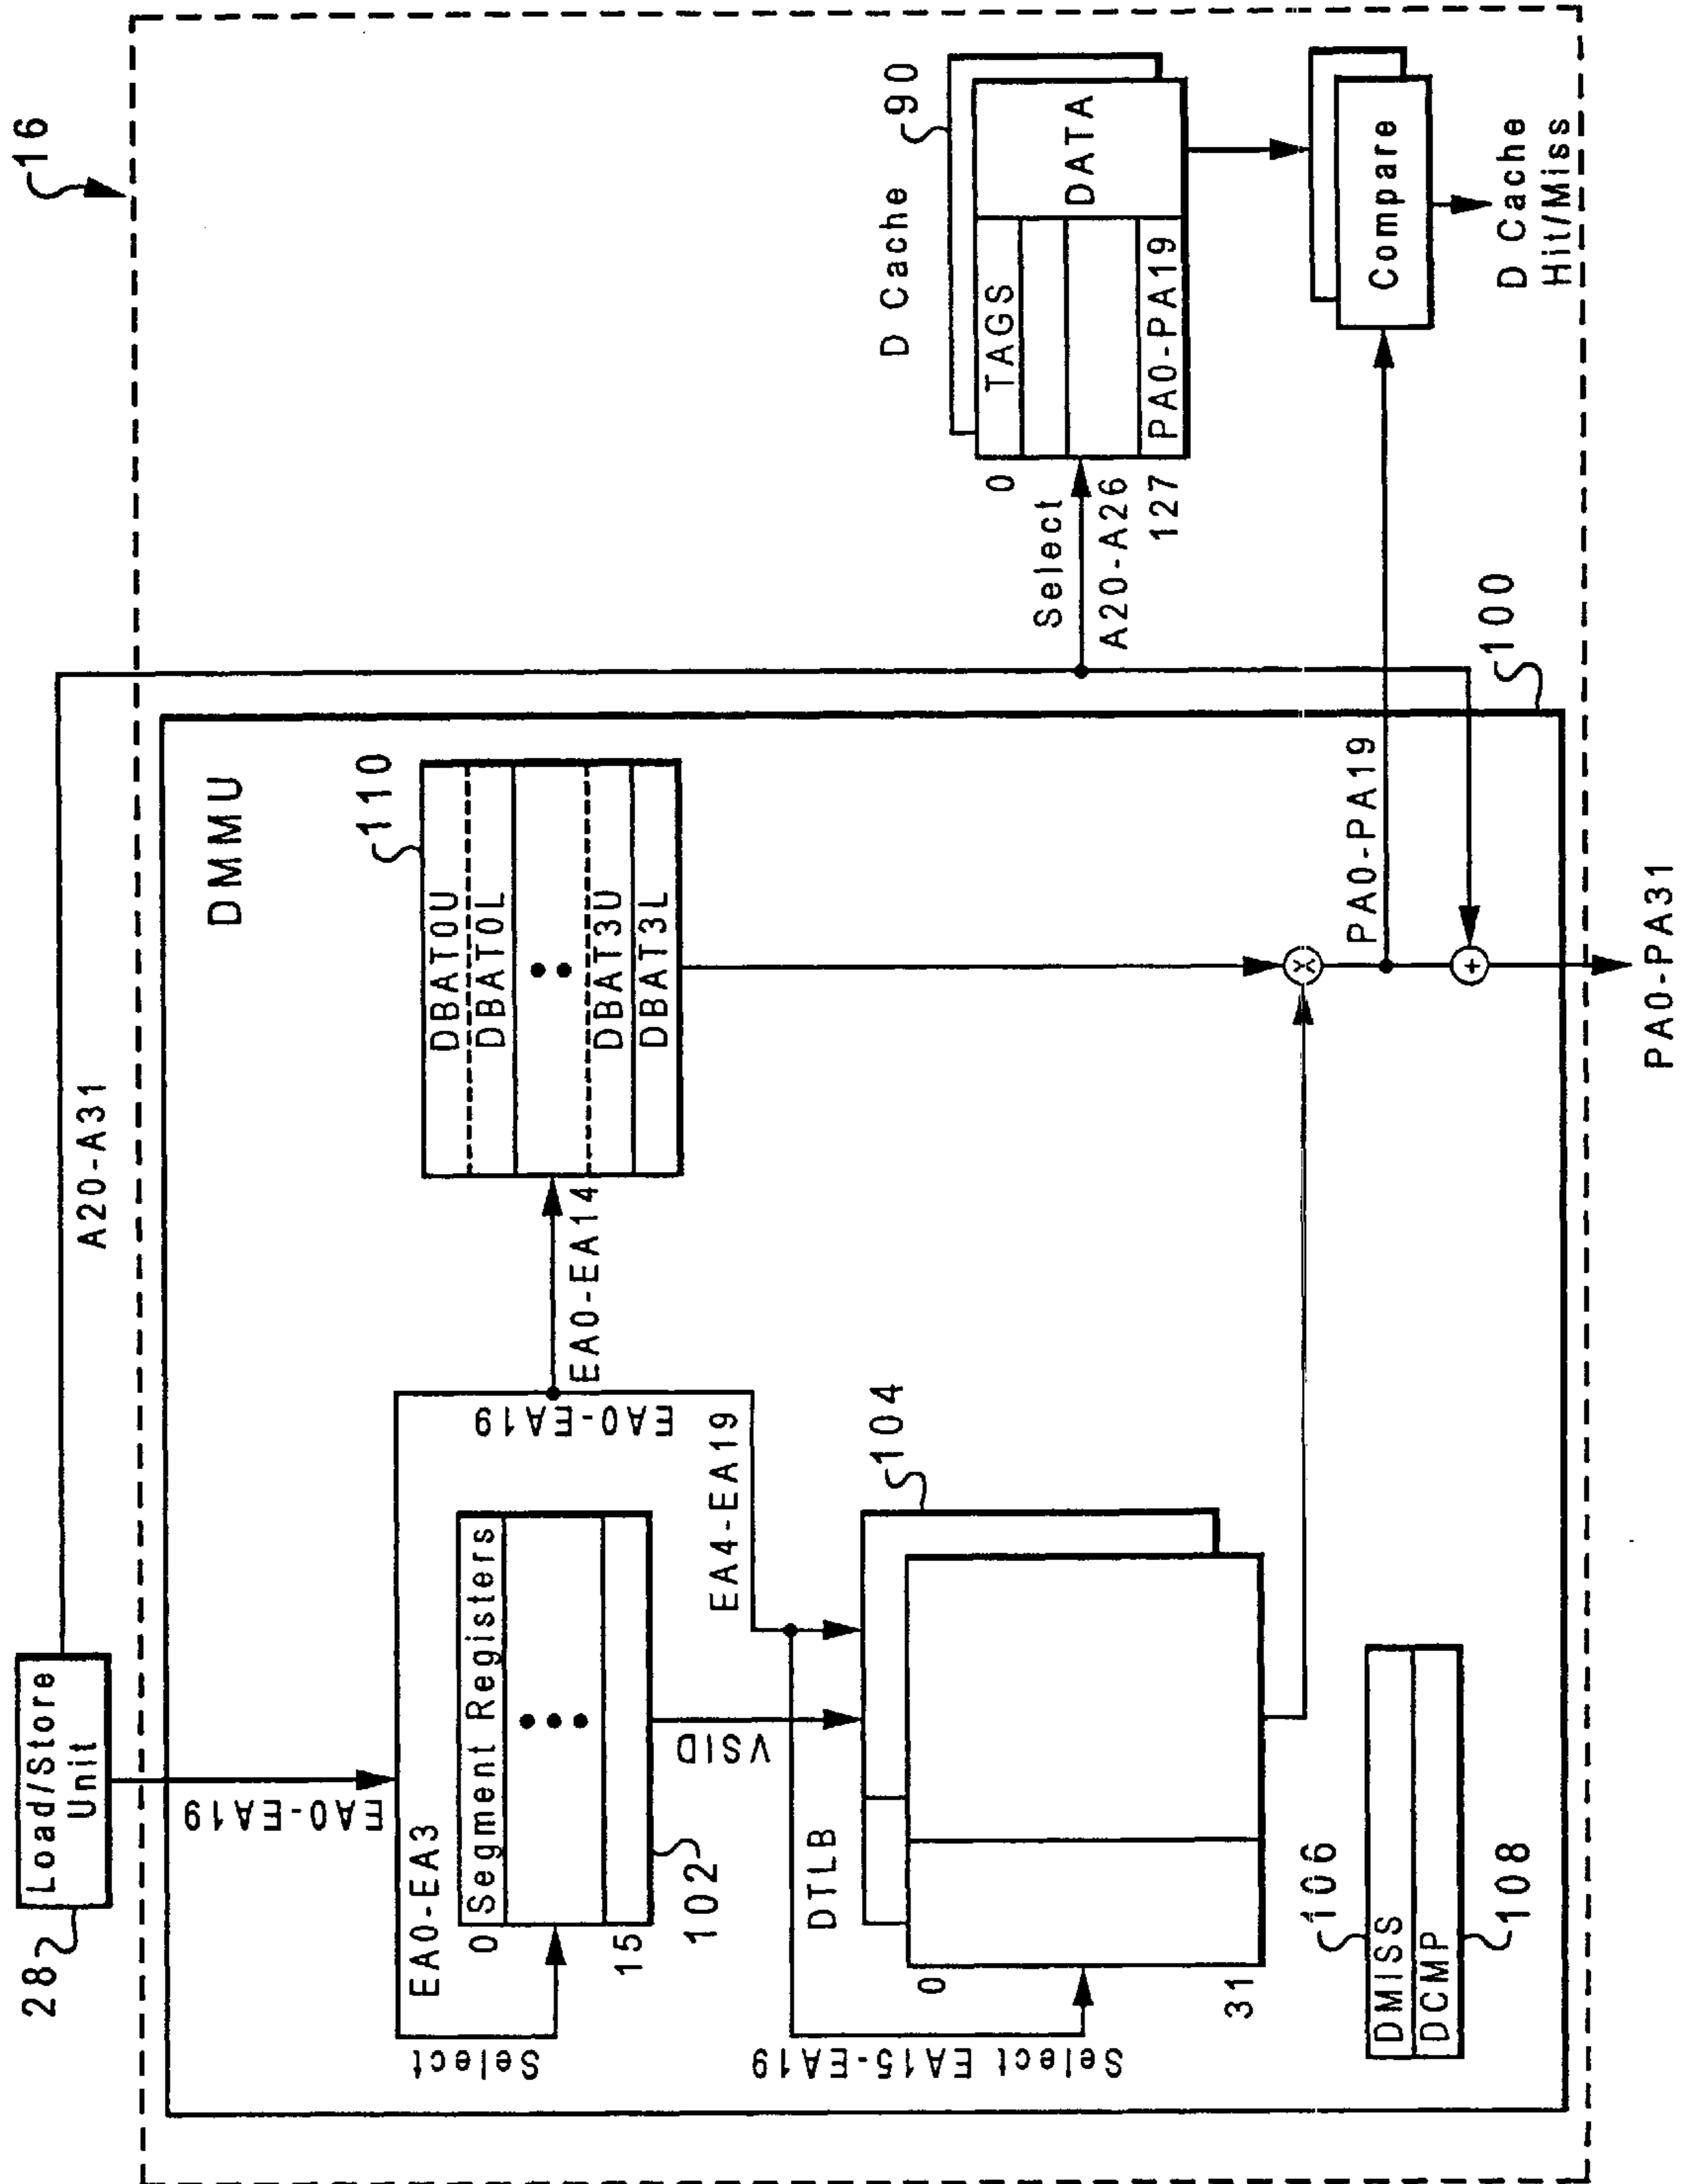 16
28
Load/Store
Unit
A20-A31
EA0-EA19
DMMU
EA0-EA3
Select
0
Segment Registers
15
102
EA0-EA19
EA0-EA14
110
DBAT0U
DBAT0L
DBAT3U
DBAT3L
VSID
EA4-EA19
DTLB
104
0
31
Select EA15-EA19
106
DMISS
DCMP
108
D Cache
90
0
TAGS
DATA
PA0-PA19
127
Select
A20-A26
Compare
D Cache
Hit/Miss
PA0-PA19
X
+
100
PA0-PA31